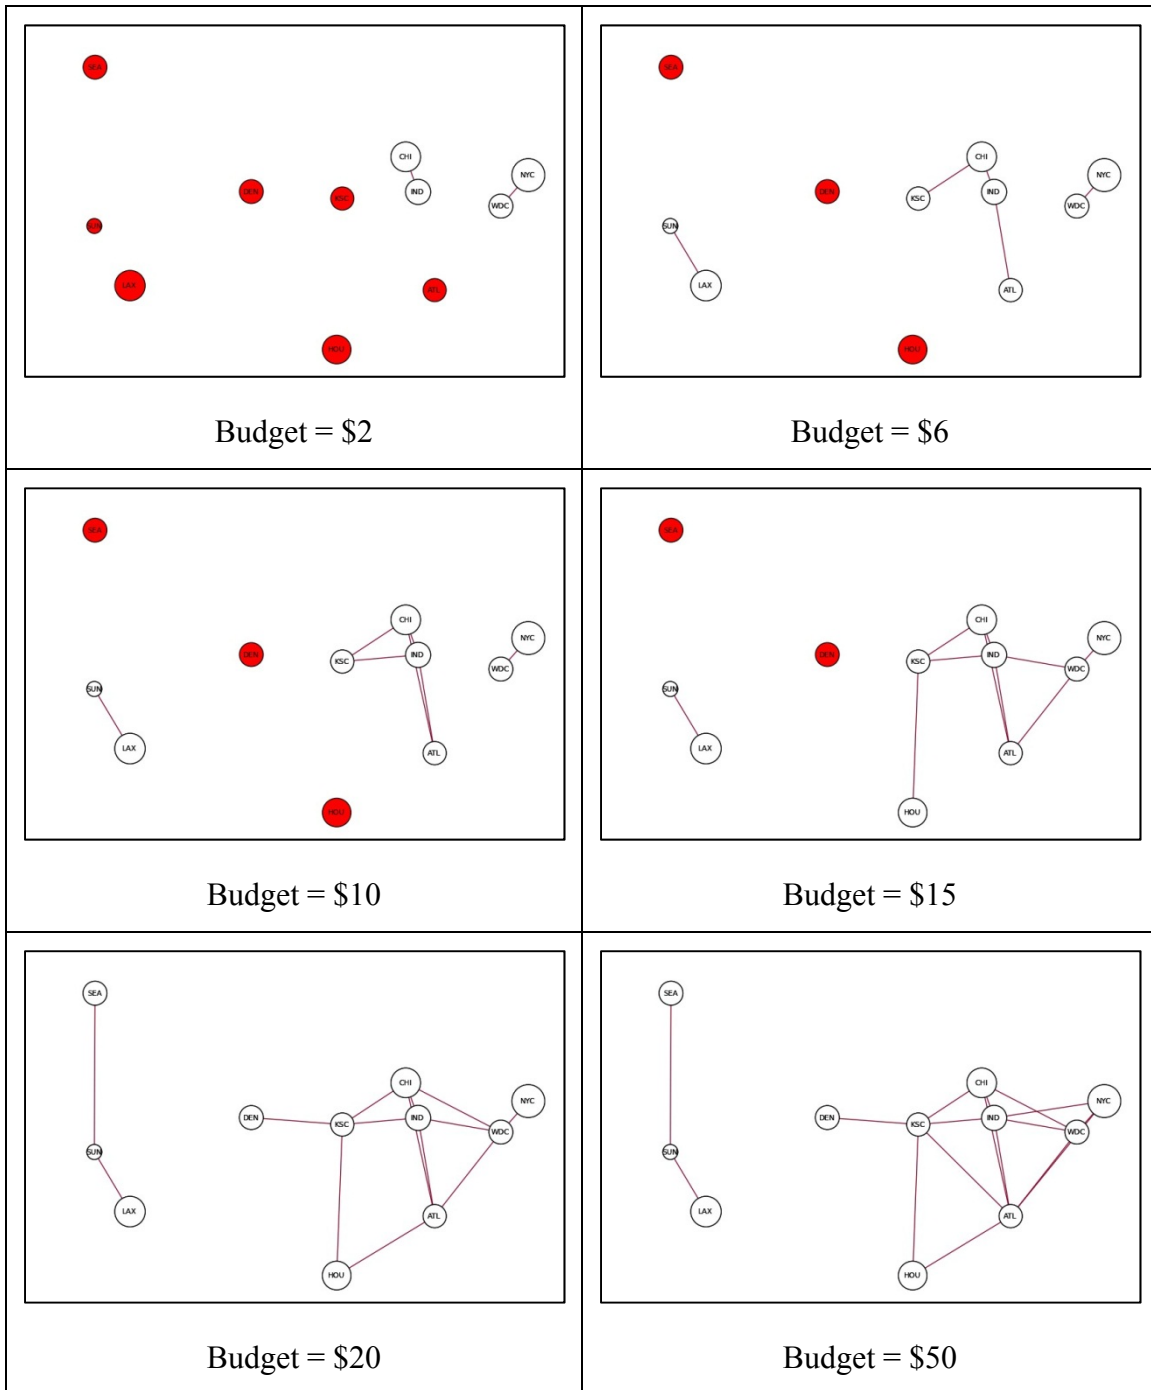 SEA
CHI
NYC
DEN
KSC
IND
WDC
SUN
LAX
ATL
HOU
Budget = $2
SEA
CHI
NYC
DEN
KSC
IND
WDC
SUN
LAX
ATL
HOU
Budget = $6
SEA
CHI
NYC
DEN
KSC
IND
WDC
SUN
LAX
ATL
HOU
Budget = $10
SEA
CHI
NYC
DEN
KSC
IND
WDC
SUN
LAX
ATL
HOU
Budget = $15
SEA
CHI
NYC
DEN
KSC
IND
WDC
SUN
LAX
ATL
HOU
Budget = $20
SEA
CHI
NYC
DEN
KSC
IND
WDC
SUN
LAX
ATL
HOU
Budget = $50